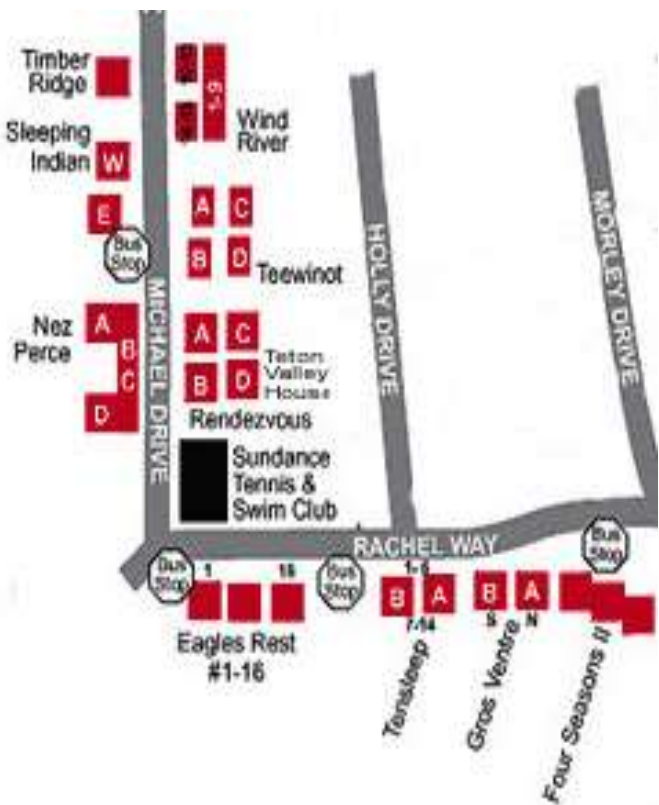 Timber
Ridge
Sleeping
Indian
W
E
Bus
Stop
Wind
River
A
C
B
D
Teewinot
Nez
Perce
A
B
C
D
MICHAEL DRIVE
A
C
B
D
Teton
Valley
House
Rendezvous
Sundance
Tennis &
Swim Club
HOLLY DRIVE
MORLEY DRIVE
RACHEL WAY
Bus
Stop
1
16
Eagles Rest
#1-16
Bus
Stop
B
A
7-14
Tensleep
B
A
S
N
Gros Ventre
Bus
Stop
Four Seasons II